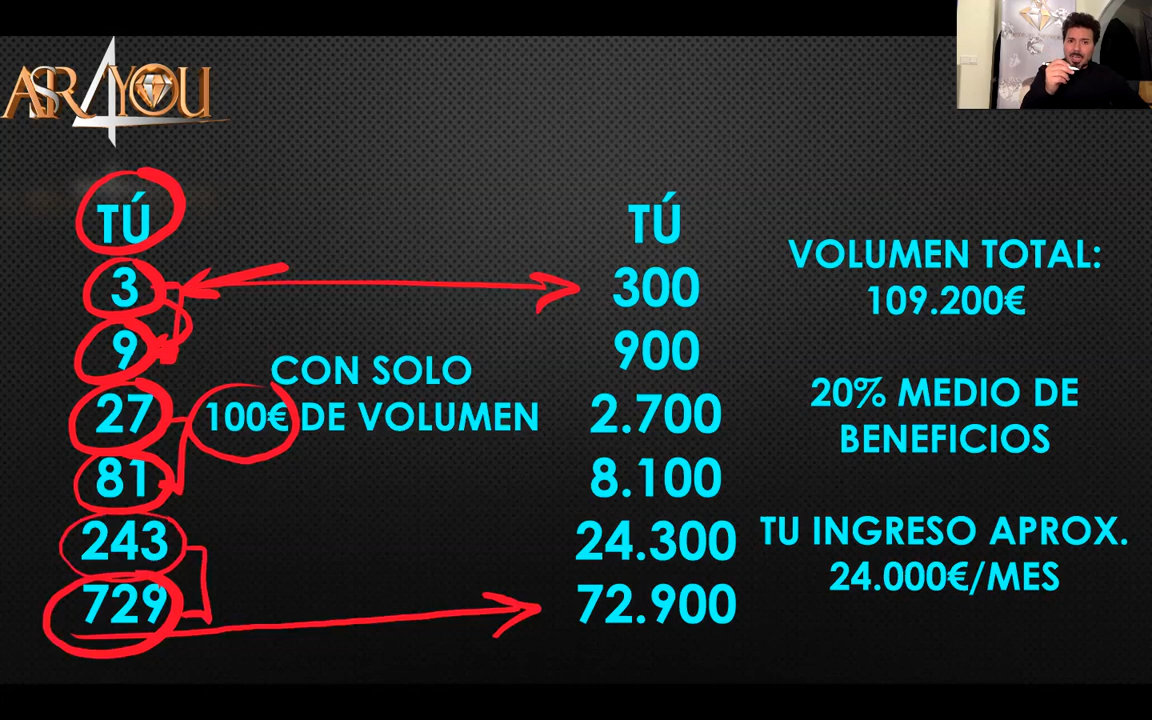 ASR4YOU
TÚ
3
9
27
81
243
729
CON SOLO
100€ DE VOLUMEN
TÚ
300
900
2.700
8.100
24.300
72.900
VOLUMEN TOTAL:
109.200€
20% MEDIO DE
BENEFICIOS
TU INGRESO APROX.
24.000€/MES